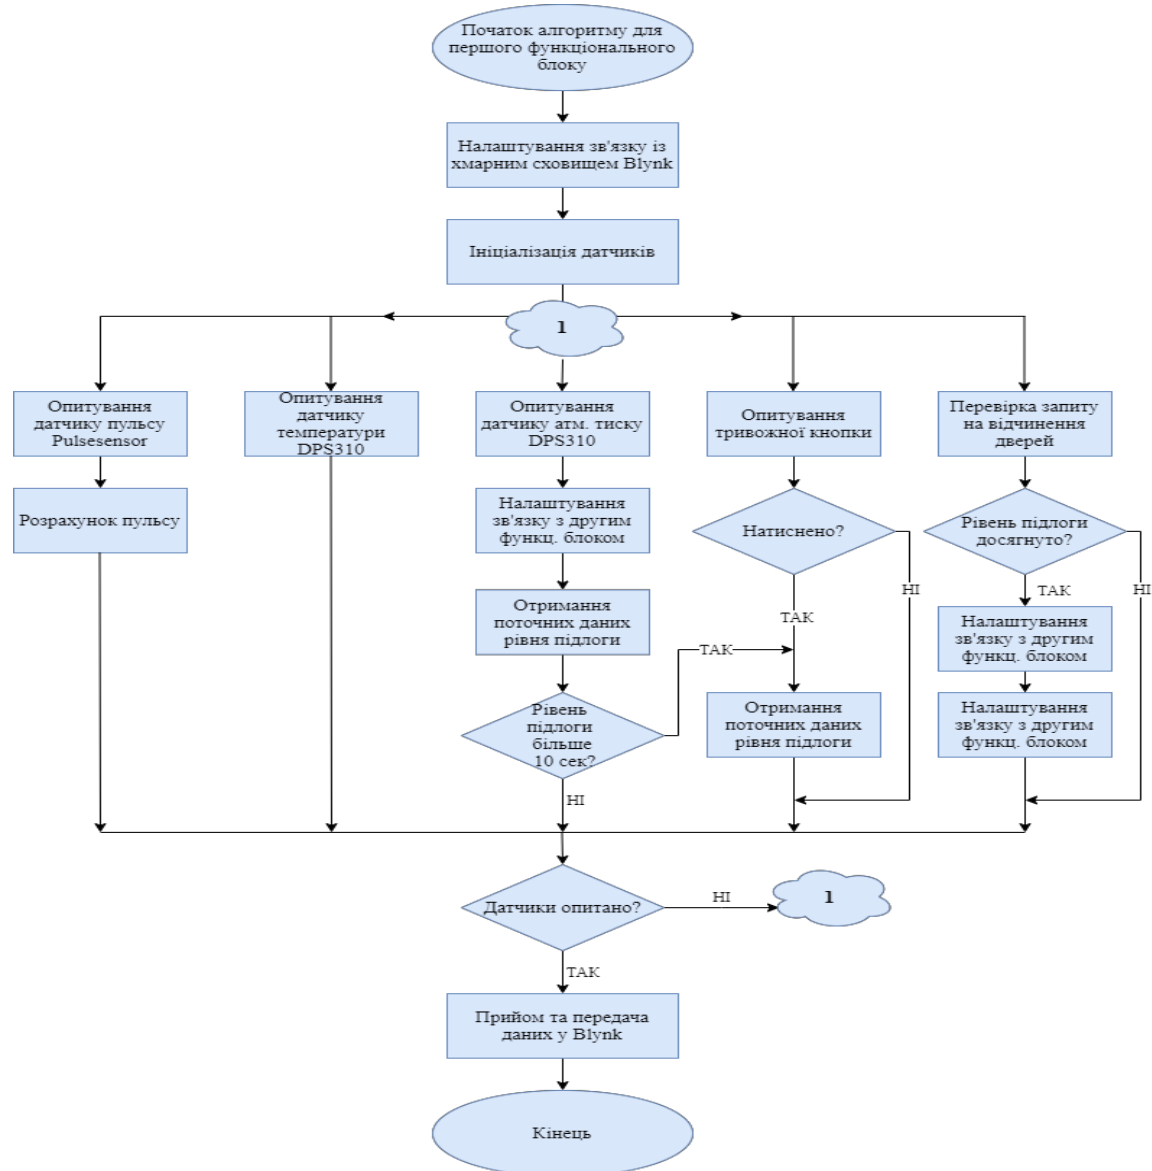 Початок алгоритму для
першого функціонального
блоку
Налаштування зв'язку із
хмарним сховищем Blynk
Ініціалізація датчиків
1
Опитування
датчику пульсу
Pulsesensor
Опитування
датчику
температури
DPS310
Опитування
датчику атм. тиску
DPS310
Опитування
тривожної кнопки
Перевірка запиту
на відчинення
дверей
Розрахунок пульсу
Налаштування
зв'язку з другим
функц. блоком
Натиснено?
Рівень підлоги
досягнуто?
НІ
НІ
ТАК
ТАК
Отримання
поточних даних
рівня підлоги
Налаштування
зв'язку з другим
функц. блоком
ТАК
Рівень
підлоги
більше
10 сек?
Отримання
поточних даних
рівня підлоги
Налаштування
зв'язку з другим
функц. блоком
НІ
Датчики опитано?
НІ
1
ТАК
Прийом та передача
даних у Blynk
Кінець